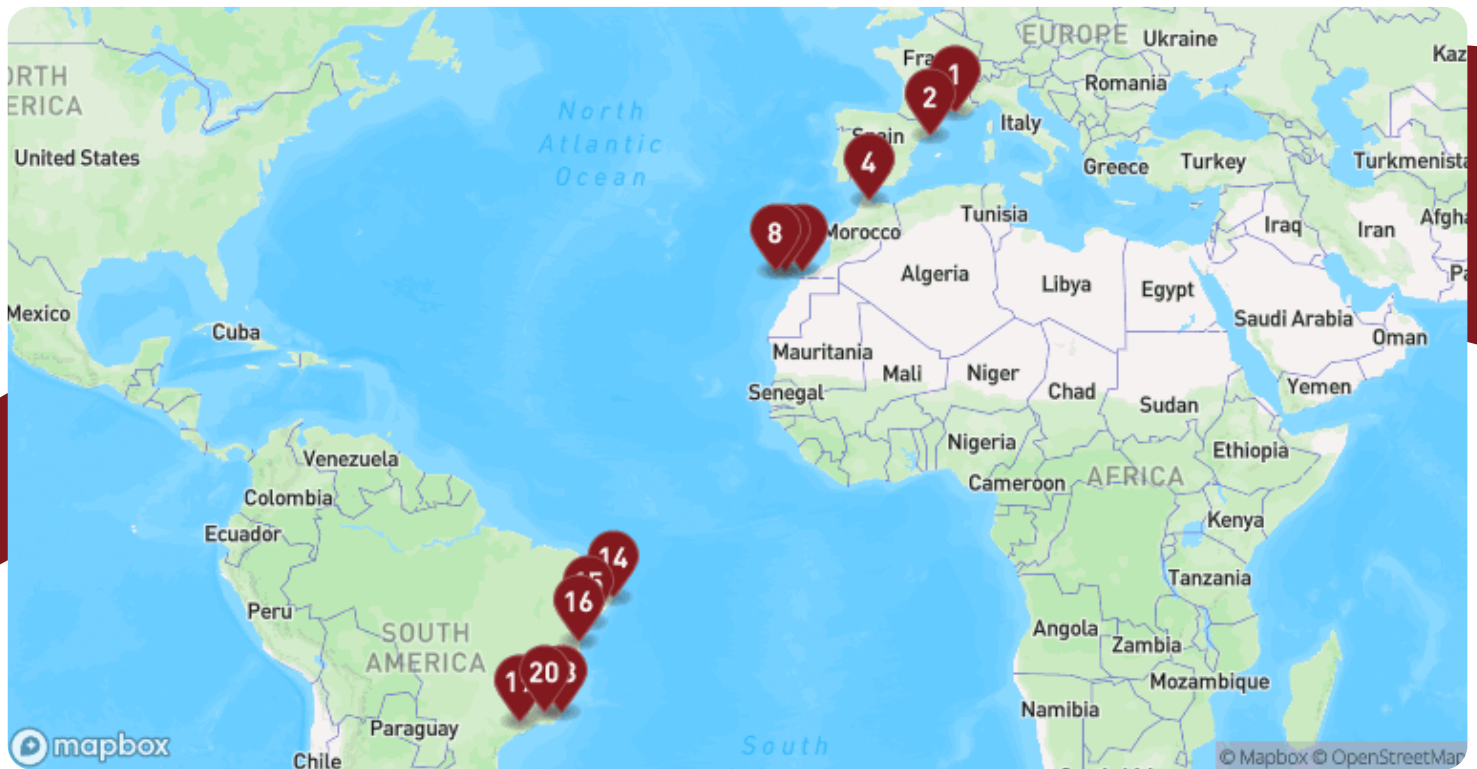 EUROPE
Ukraine
Kaz
Fra
1
2
Romania
ORTH
ERICA
North
Atlantic
Ocean
Italy
Spain
United States
4
Greece
Turkey
Turkmenista
Tunisia
8
Morocco
Iraq
Iran
Afgha
Algeria
Libya
Egypt
Pa
Mexico
Cuba
Saudi Arabia
Oman
Mauritania
Mali
Niger
Chad
Yemen
Senegal
Sudan
Nigeria
Ethiopia
Venezuela
Colombia
Cameroon
AFRICA
Ecuador
Kenya
14
15
16
Tanzania
Peru
SOUTH
AMERICA
Angola
Zambia
20
Mozambique
Namibia
Paraguay
South
Chile
mapbox
© Mapbox © OpenStreetMap